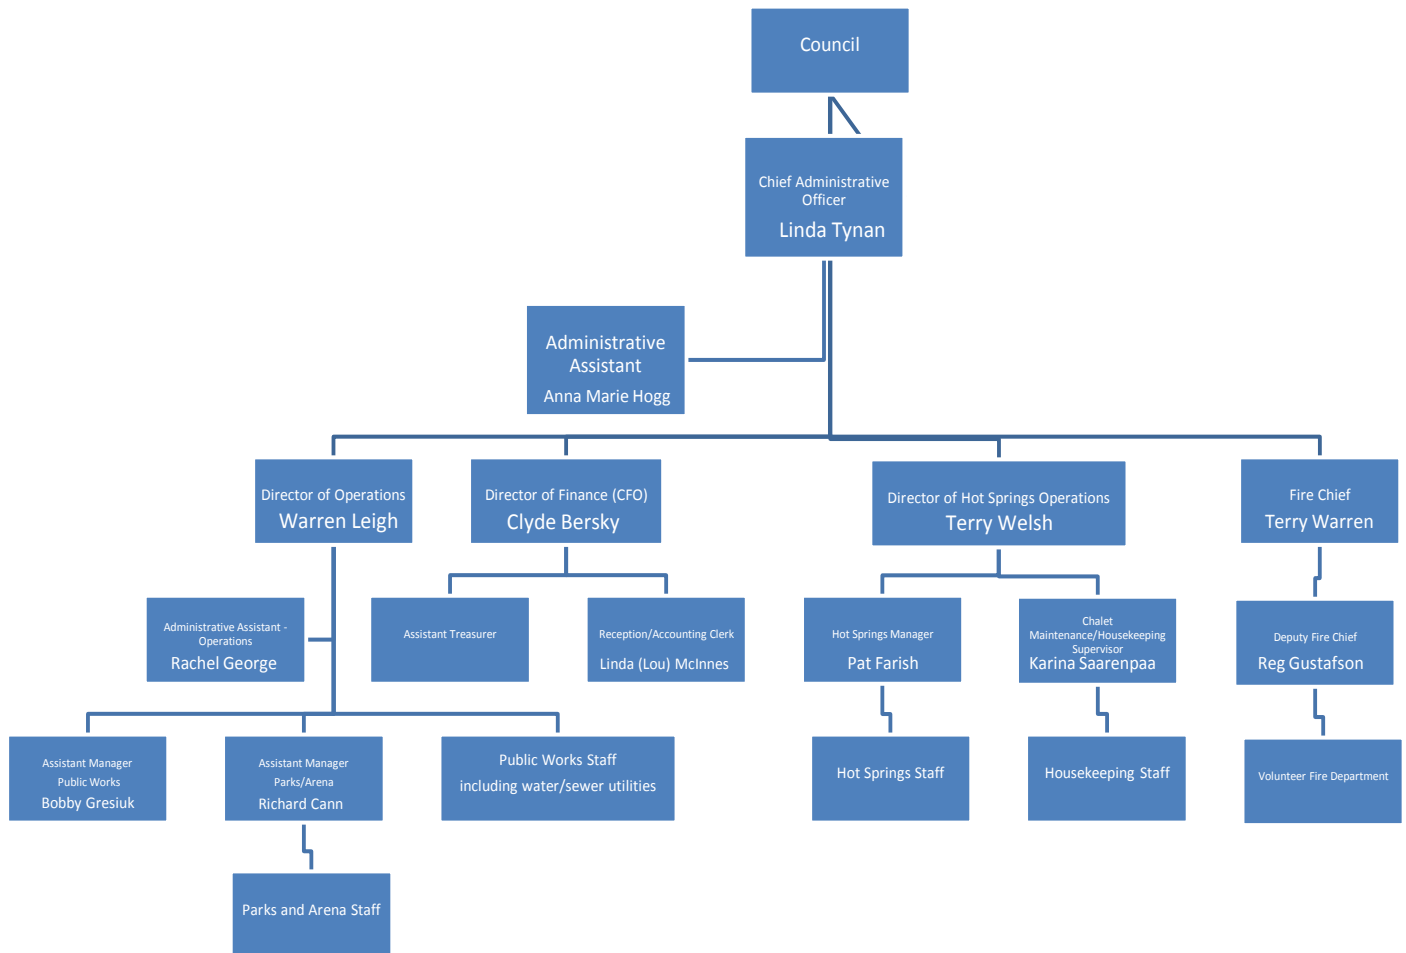 Council
Chief Administrative
Officer
Linda Tynan
Administrative
Assistant
Anna Marie Hogg
Director of Operations
Warren Leigh
Director of Finance (CFO)
Clyde Bersky
Director of Hot Springs Operations
Terry Welsh
Fire Chief
Terry Warren
Administrative Assistant -
Operations
Rachel George
Assistant Treasurer
Reception/Accounting Clerk
Linda (Lou) McInnes
Hot Springs Manager
Pat Farish
Chalet
Maintenance/Housekeeping
Supervisor
Karina Saarenpaa
Deputy Fire Chief
Reg Gustafson
Assistant Manager
Public Works
Bobby Gresiuk
Assistant Manager
Parks/Arena
Richard Cann
Public Works Staff
including water/sewer utilities
Hot Springs Staff
Housekeeping Staff
Volunteer Fire Department
Parks and Arena Staff